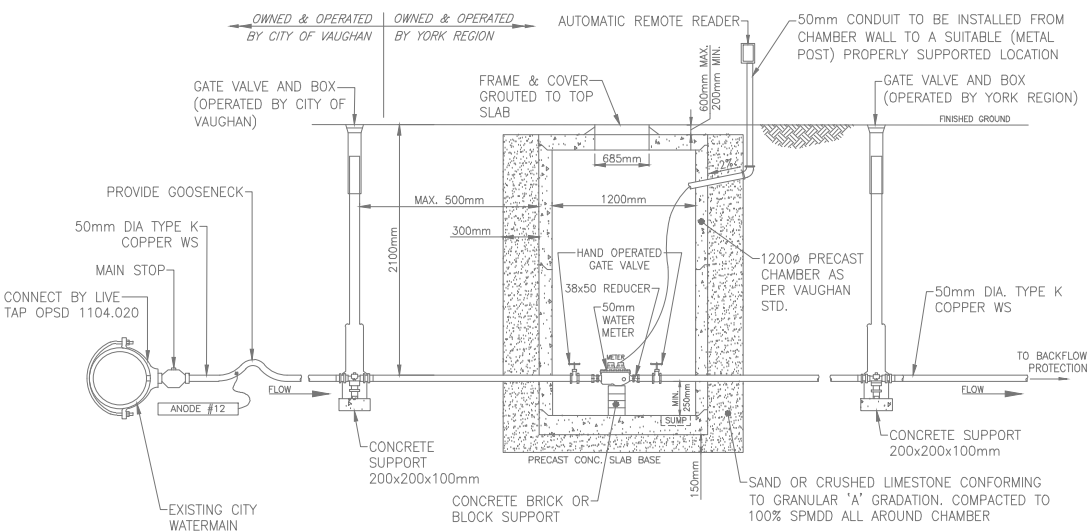 OWNED & OPERATED
BY CITY OF VAUGHAN
OWNED & OPERATED
BY YORK REGION
AUTOMATIC REMOTE READER
50mm CONDUIT TO BE INSTALLED FROM
CHAMBER WALL TO A SUITABLE (METAL
POST) PROPERLY SUPPORTED LOCATION
GATE VALVE AND BOX
(OPERATED BY CITY OF
VAUGHAN)
FRAME & COVER
GROUTED TO TOP
SLAB
600mm MAX.
200mm MIN.
GATE VALVE AND BOX
(OPERATED BY YORK REGION)
FINISHED GROUND
685mm
2%
PROVIDE GOOSENECK
MAX. 500mm
1200mm
50mm DIA TYPE K
COPPER WS
300mm
2100mm
MAIN STOP
HAND OPERATED
GATE VALVE
1200ø PRECAST
CHAMBER AS
PER VAUGHAN
STD.
38x50 REDUCER
CONNECT BY LIVE
TAP OPSD 1104.020
50mm
WATER
METER
50mm DIA. TYPE K
COPPER WS
METER
TO BACKFLOW
PROTECTION
FLOW
FLOW
ANODE #12
MIN.
250mm
SUMP
CONCRETE
SUPPORT
200x200x100mm
CONCRETE SUPPORT
200x200x100mm
PRECAST CONC. SLAB BASE
150mm
EXISTING CITY
WATERMAIN
CONCRETE BRICK OR
BLOCK SUPPORT
SAND OR CRUSHED LIMESTONE CONFORMING
TO GRANULAR 'A' GRADATION. COMPACTED TO
100% SPMDD ALL AROUND CHAMBER